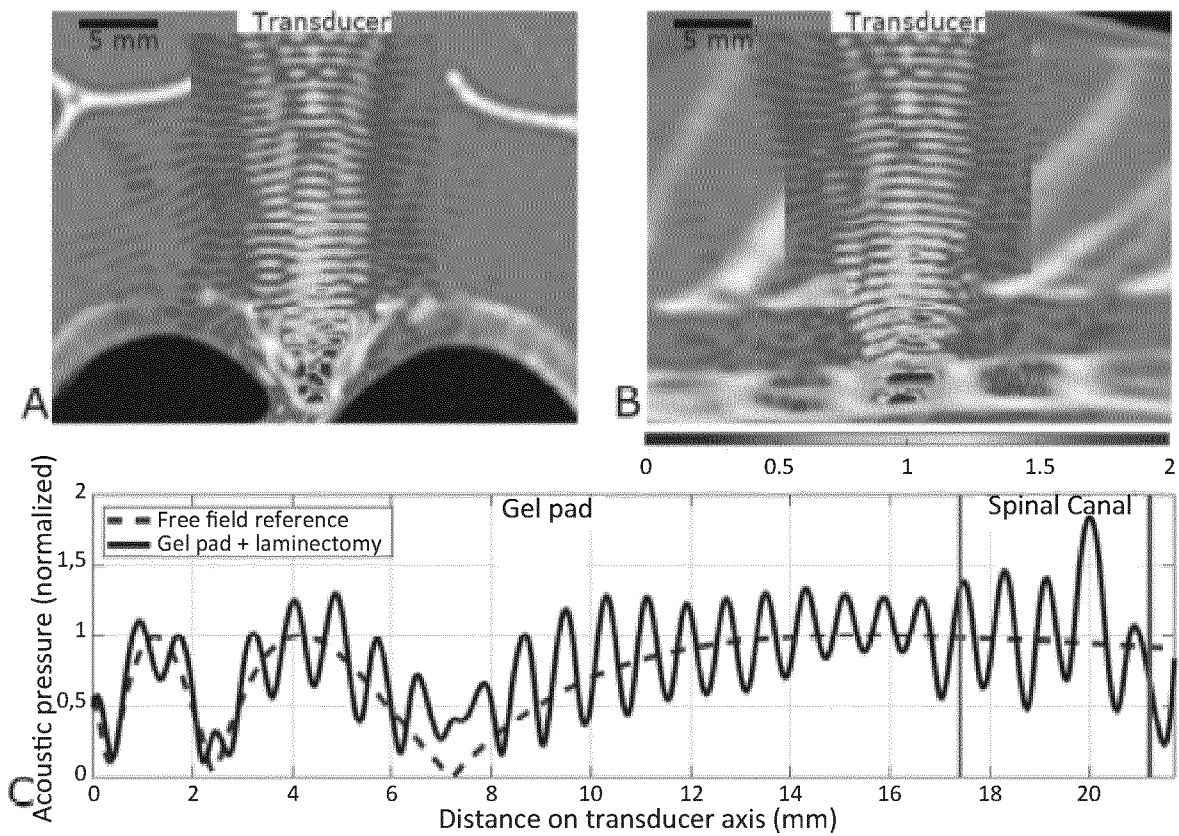 Transducer
5 mm
A
Transducer
5 mm
B
0 0.5 1 1.5 2
Acoustic pressure (normalized)
2
1,5
1
0,5
0
Free field reference
Gel pad + laminectomy
Gel pad
Spinal Canal
C
0 2 4 6 8 10 12 14 16 18 20
Distance on transducer axis (mm)